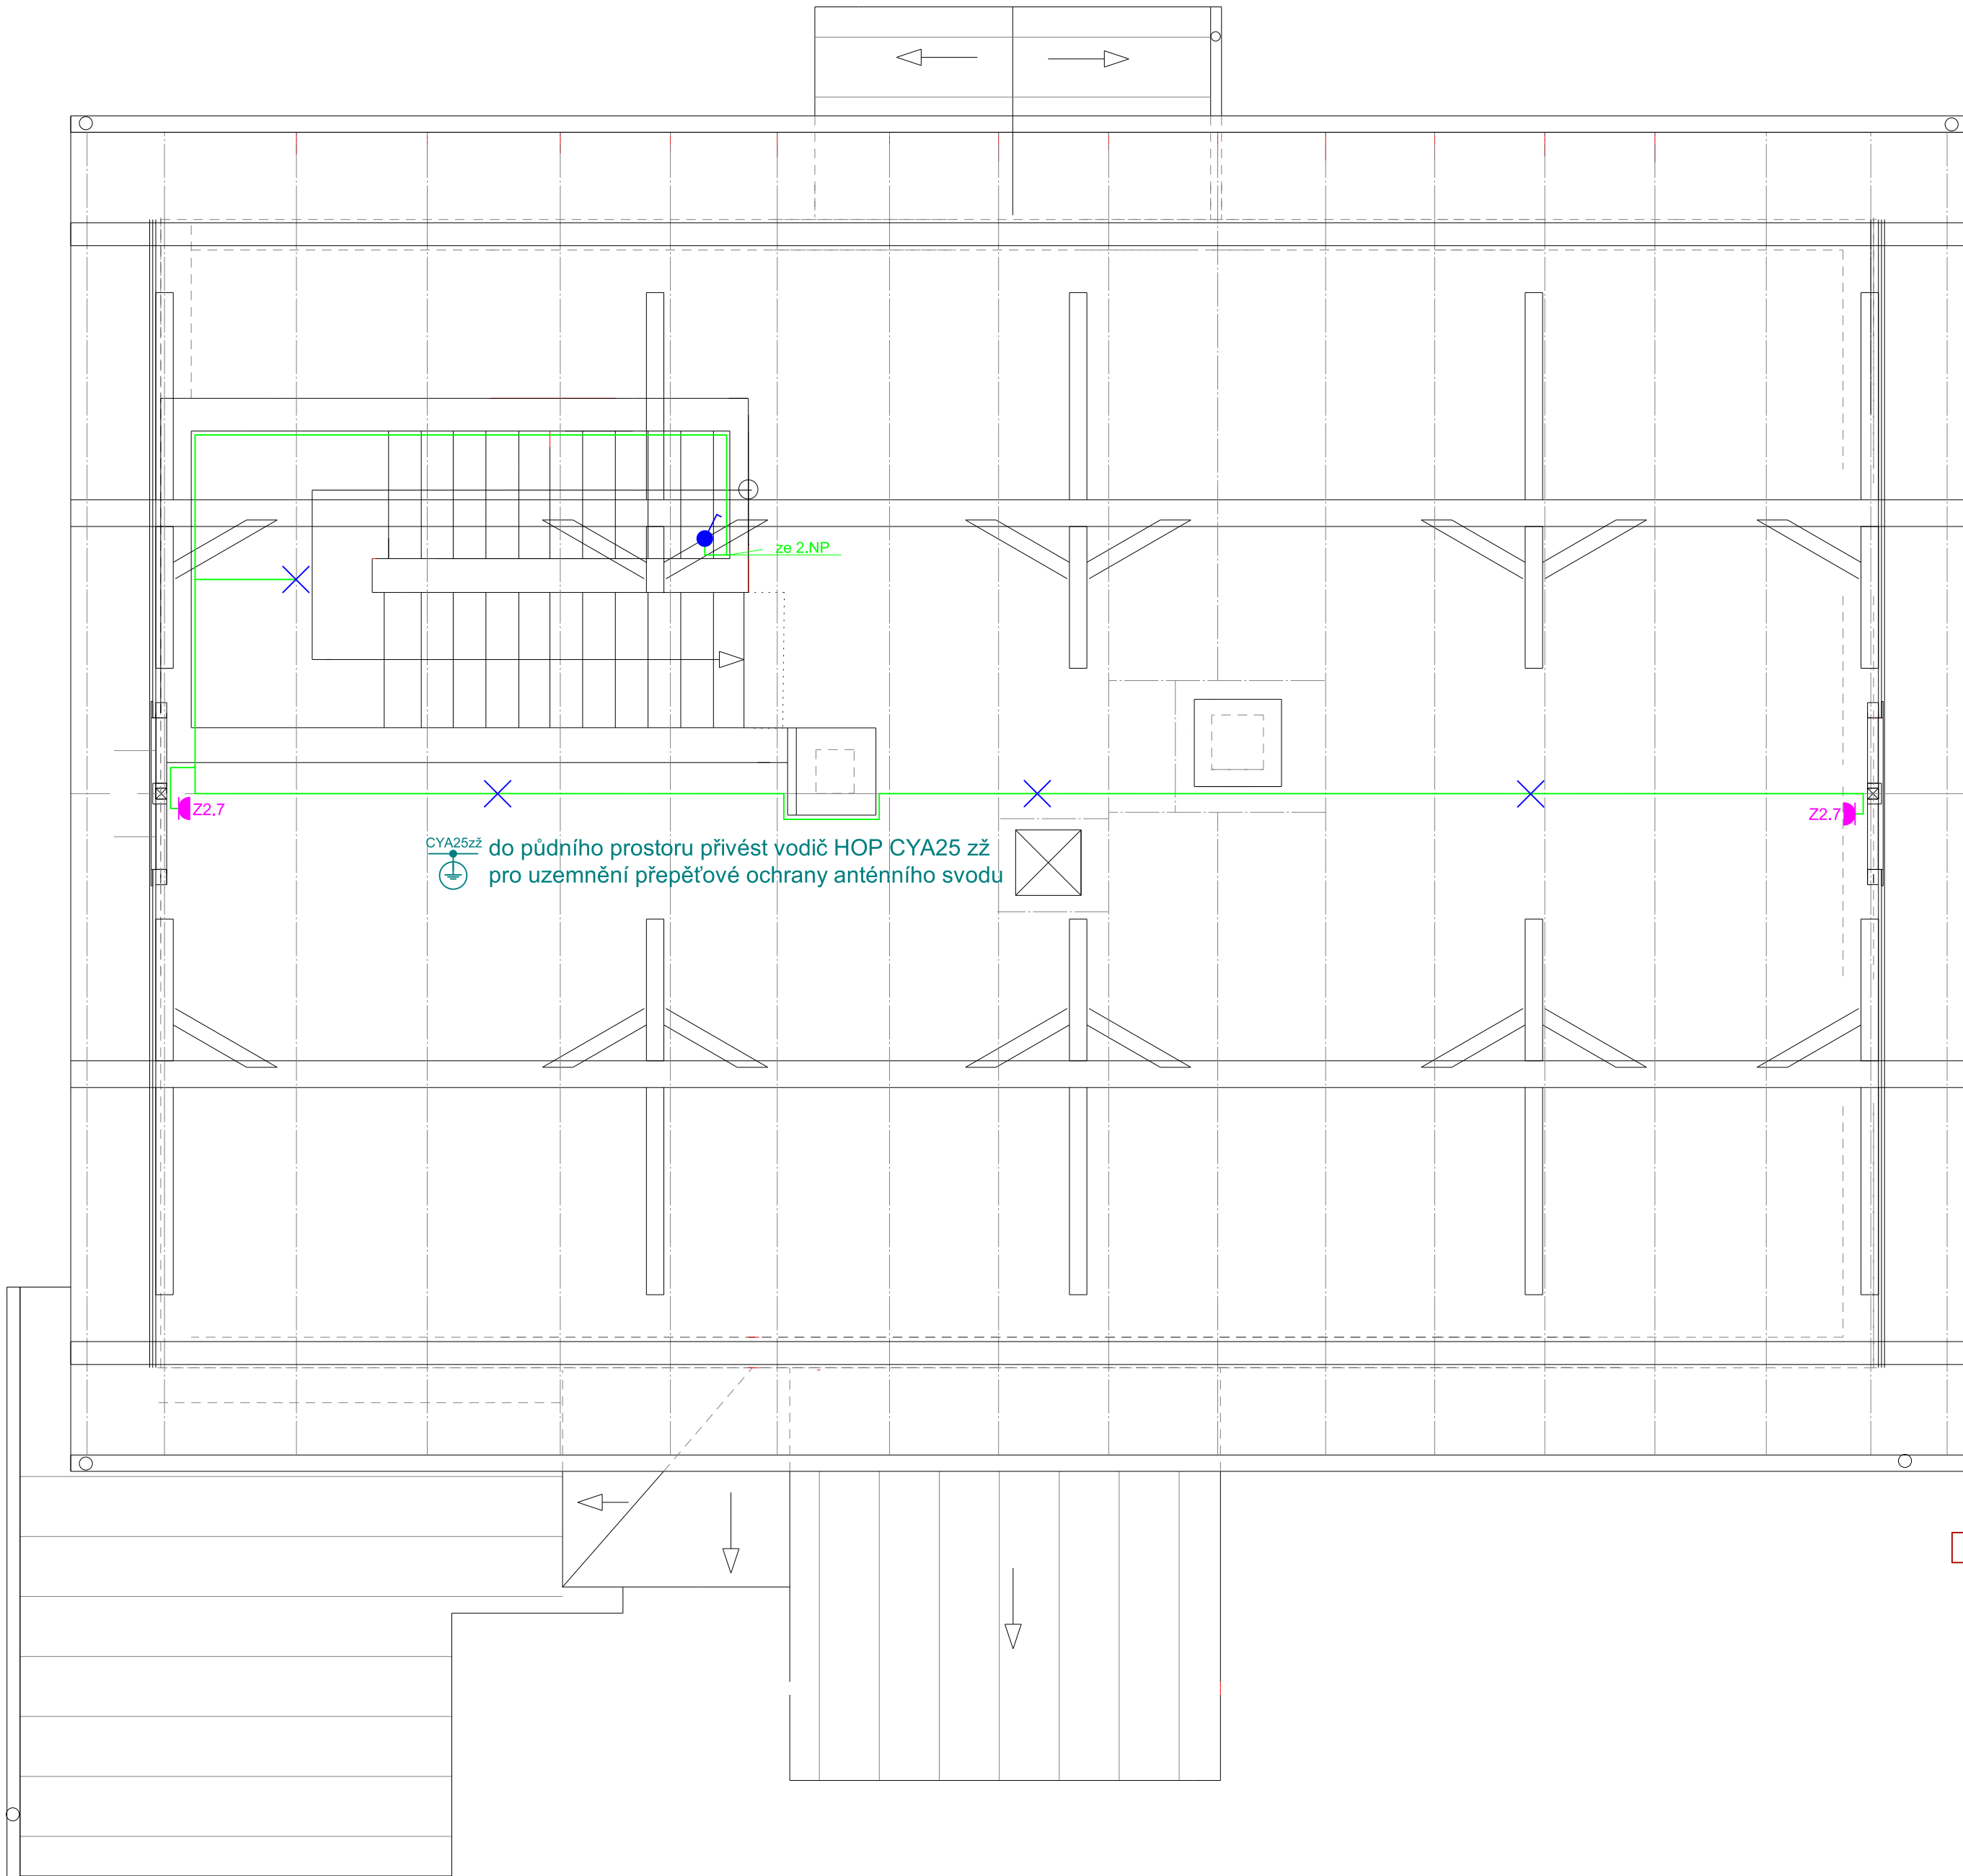 ze 2.NP
Z2.7
Z2.7
CYA25zž
do půdního prostoru přivést vodič HOP CYA25 zž
pro uzemnění přepěťové ochrany anténního svodu